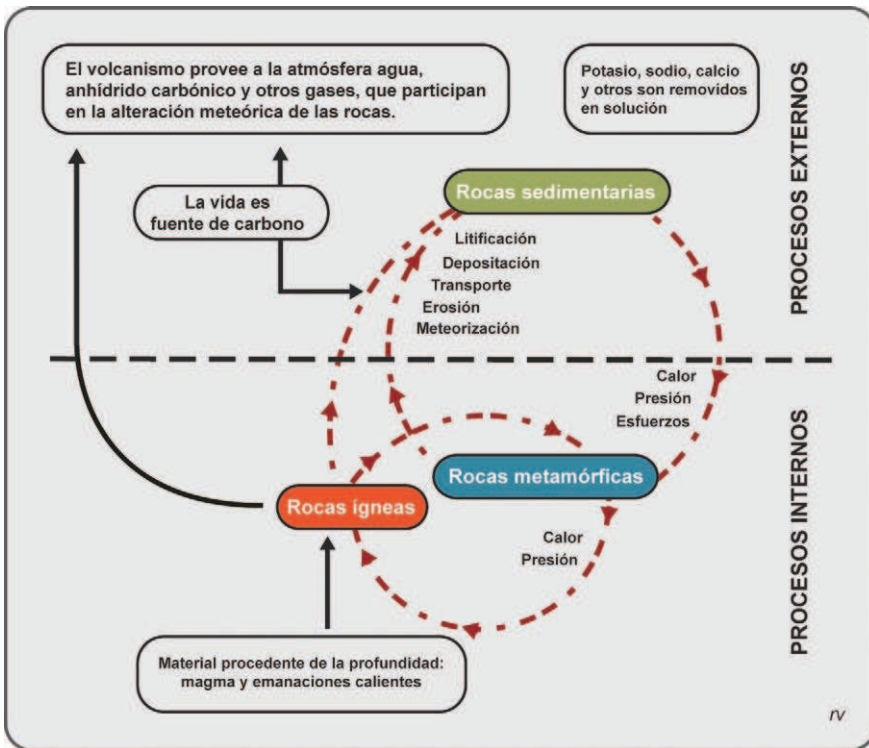 El volcanismo provee a la atmósfera agua,
anhídrido carbónico y otros gases, que participan
en la alteración meteórica de las rocas.
Potasio, sodio, calcio
y otros son removidos
en solución
PROCESOS EXTERNOS
La vida es
fuente de carbono
Rocas sedimentarias
Litificación
Depositación
Transporte
Erosión
Meteorización
Calor
Presión
Esfuerzos
PROCESOS INTERNOS
Rocas metamórficas
Rocas ígneas
Calor
Presión
Material procedente de la profundidad:
magma y emanaciones calientes
rv